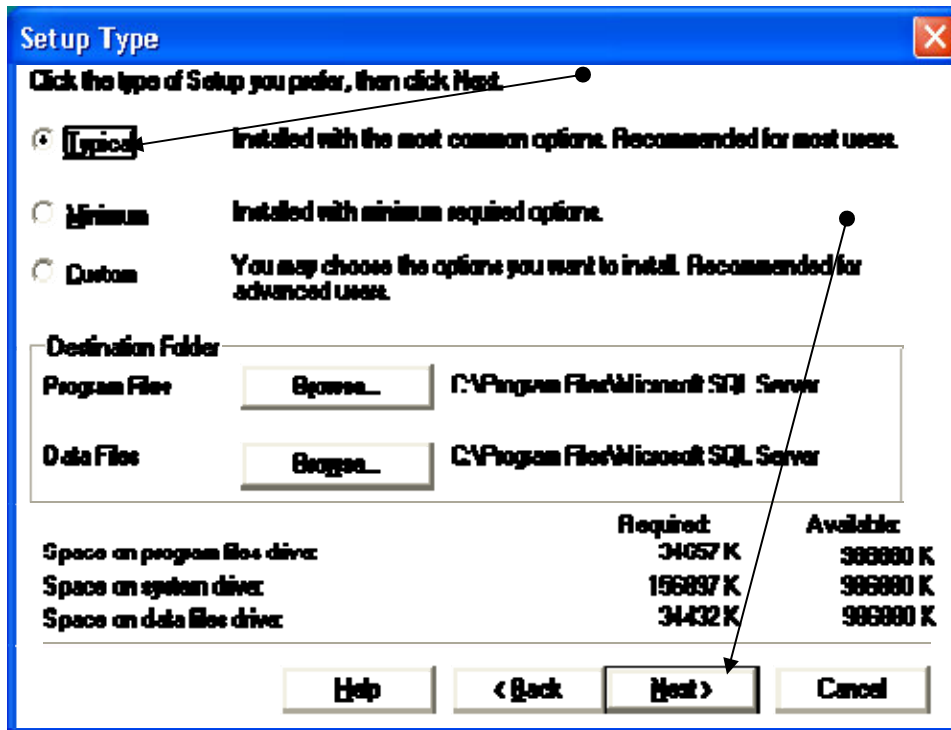 Setup Type
Click the type of Setup you prefer, then click Next.
Typical Installed with the most common options. Recommended for most users.
Minimum Installed with minimum required options.
Custom You may choose the options you want to install. Recommended for
advanced users.
Destination Folder
Program Files Browse... C:\Program Files\Microsoft SQL Server
Data Files Browse... C:\Program Files\Microsoft SQL Server
Required: Available:
Space on program files drive: 34057 K
Space on system drive: 156897 K
Space on data files drive: 34432 K
Help < Back Next > Cancel